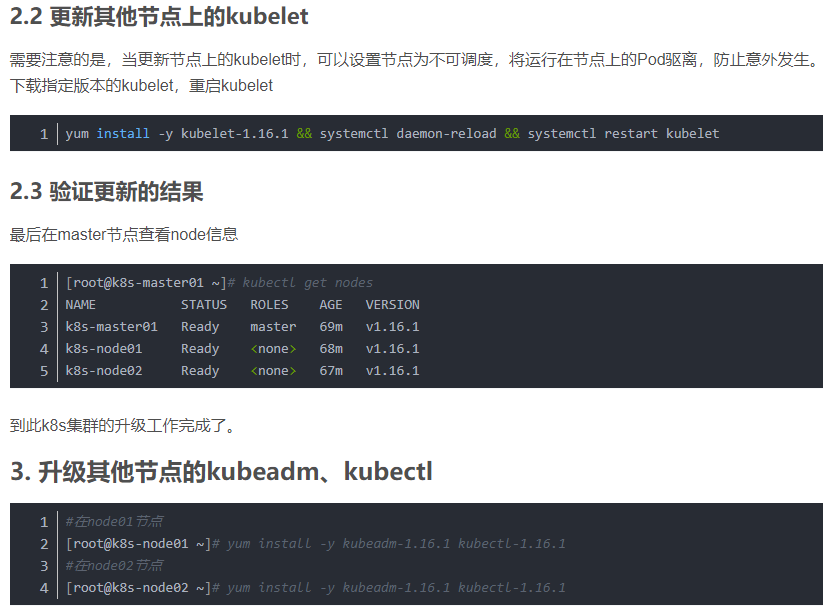 2.2 更新其他节点上的kubelet
需要注意的是，当更新节点上的kubelet时，可以设置节点为不可调度，将运行在节点上的Pod驱离，防止意外发生。
下载指定版本的kubelet，重启kubelet
1 yum install -y kubelet-1.16.1 && systemctl daemon-reload && systemctl restart kubelet
2.3 验证更新的结果
最后在master节点查看node信息
1 [root@k8s-master01 ~]# kubectl get nodes
2 NAME STATUS ROLES AGE VERSION
3 k8s-master01 Ready master 69m v1.16.1
4 k8s-node01 Ready <none> 68m v1.16.1
5 k8s-node02 Ready <none> 67m v1.16.1
到此k8s集群的升级工作完成了。
3. 升级其他节点的kubeadm、kubectl
1 #在node01节点
2 [root@k8s-node01 ~]# yum install -y kubeadm-1.16.1 kubectl-1.16.1
3 #在node02节点
4 [root@k8s-node02 ~]# yum install -y kubeadm-1.16.1 kubectl-1.16.1